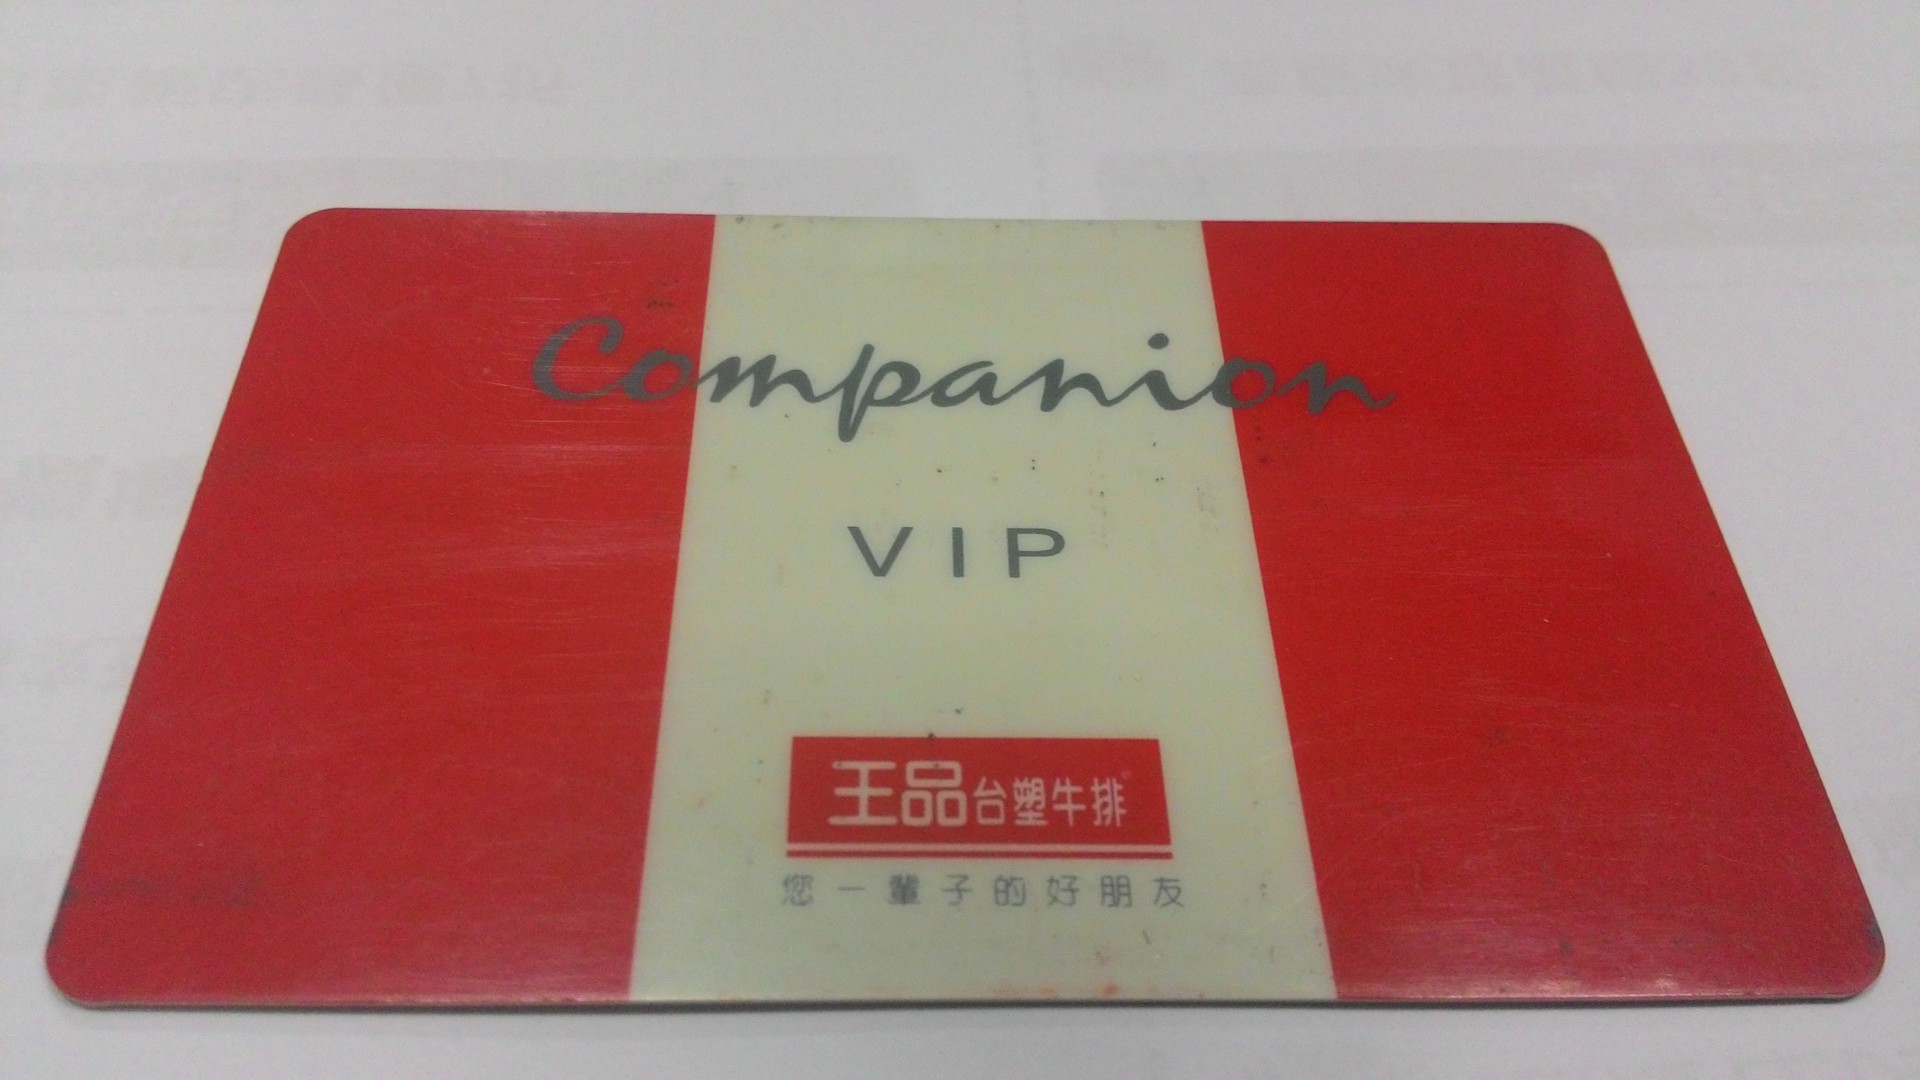 Companion
VIP
王品台塑牛排
您一輩子的好朋友